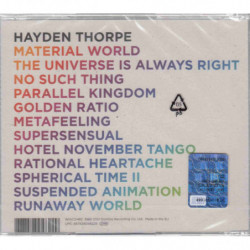 HAYDEN THORPE
MATERIAL WORLD
THE UNIVERSE IS ALWAYS RIGHT
NO SUCH THING
PARALLEL KINGDOM
GOLDEN RATIO
METAFEELING
SUPERSENSUAL
HOTEL NOVEMBER TANGO
RATIONAL HEARTACHE
SPHERICAL TIME II
SUSPENDED ANIMATION
RUNAWAY WORLD